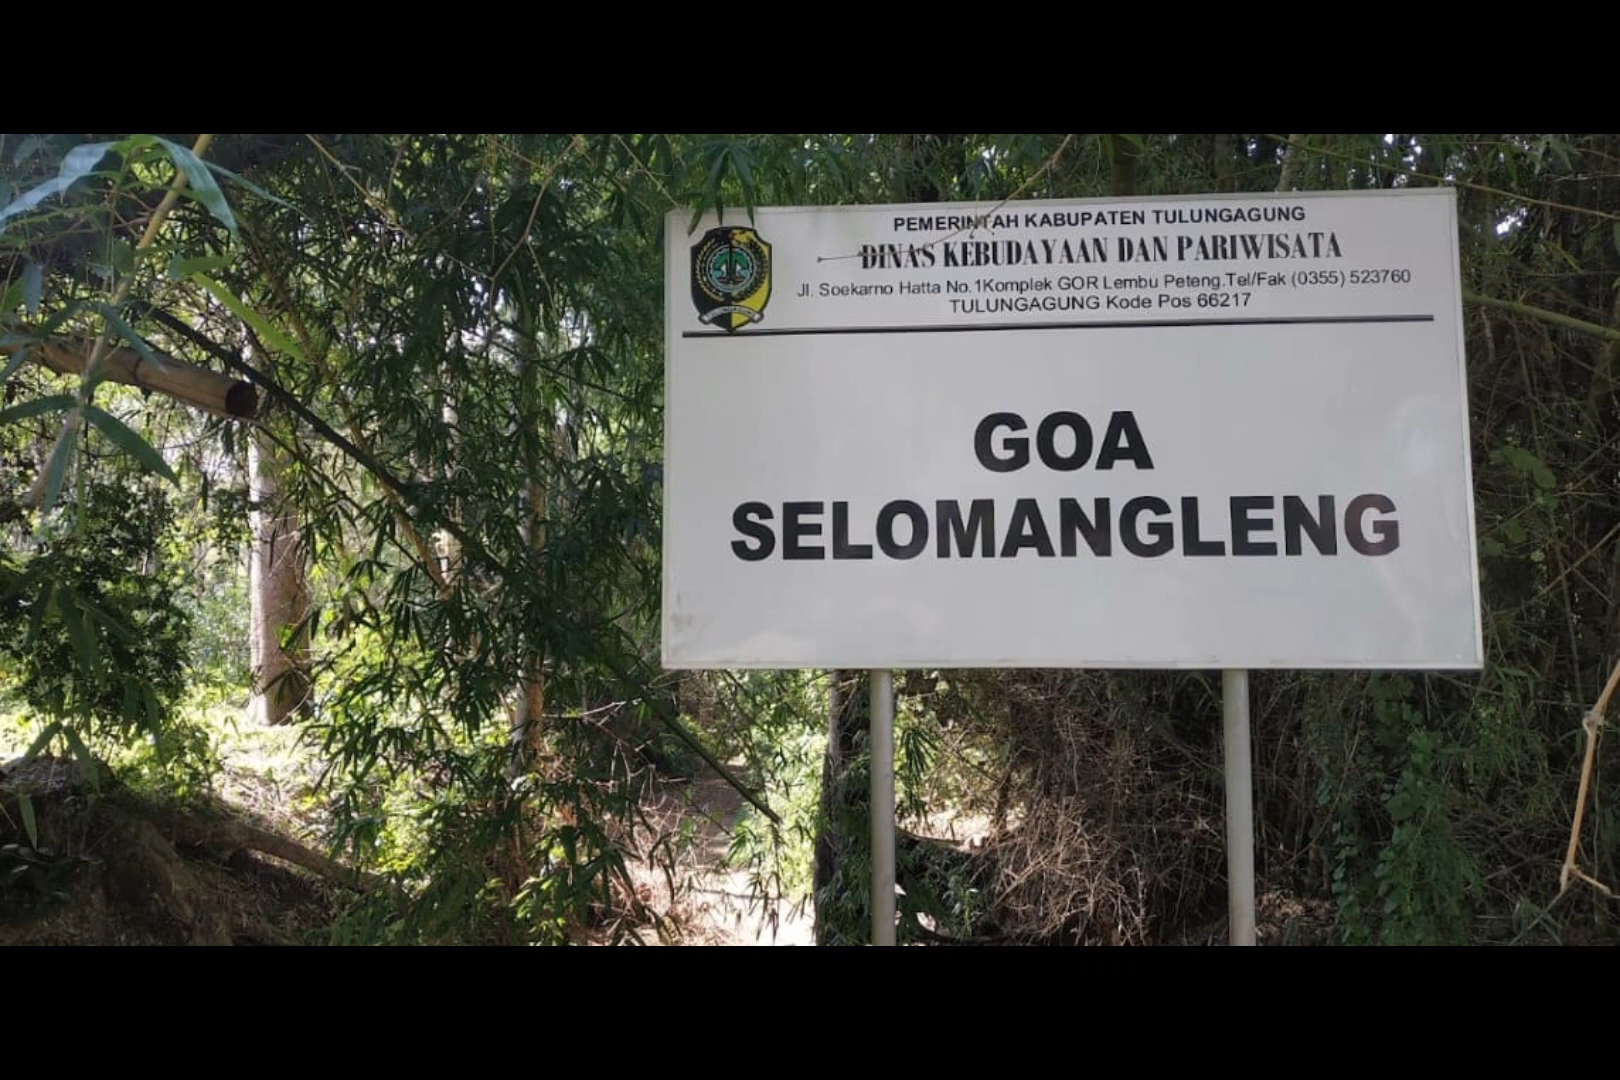 PEMERINTAH KABUPATEN TULUNGAGUNG
DINAS KEBUDAYAAN DAN PARIWISATA
Jl. Soekarno Hatta No.1Komplek GOR Lembu Peteng.Tel/Fak (0355) 523760
TULUNGAGUNG Kode Pos 66217
GOA
SELOMANGLENG